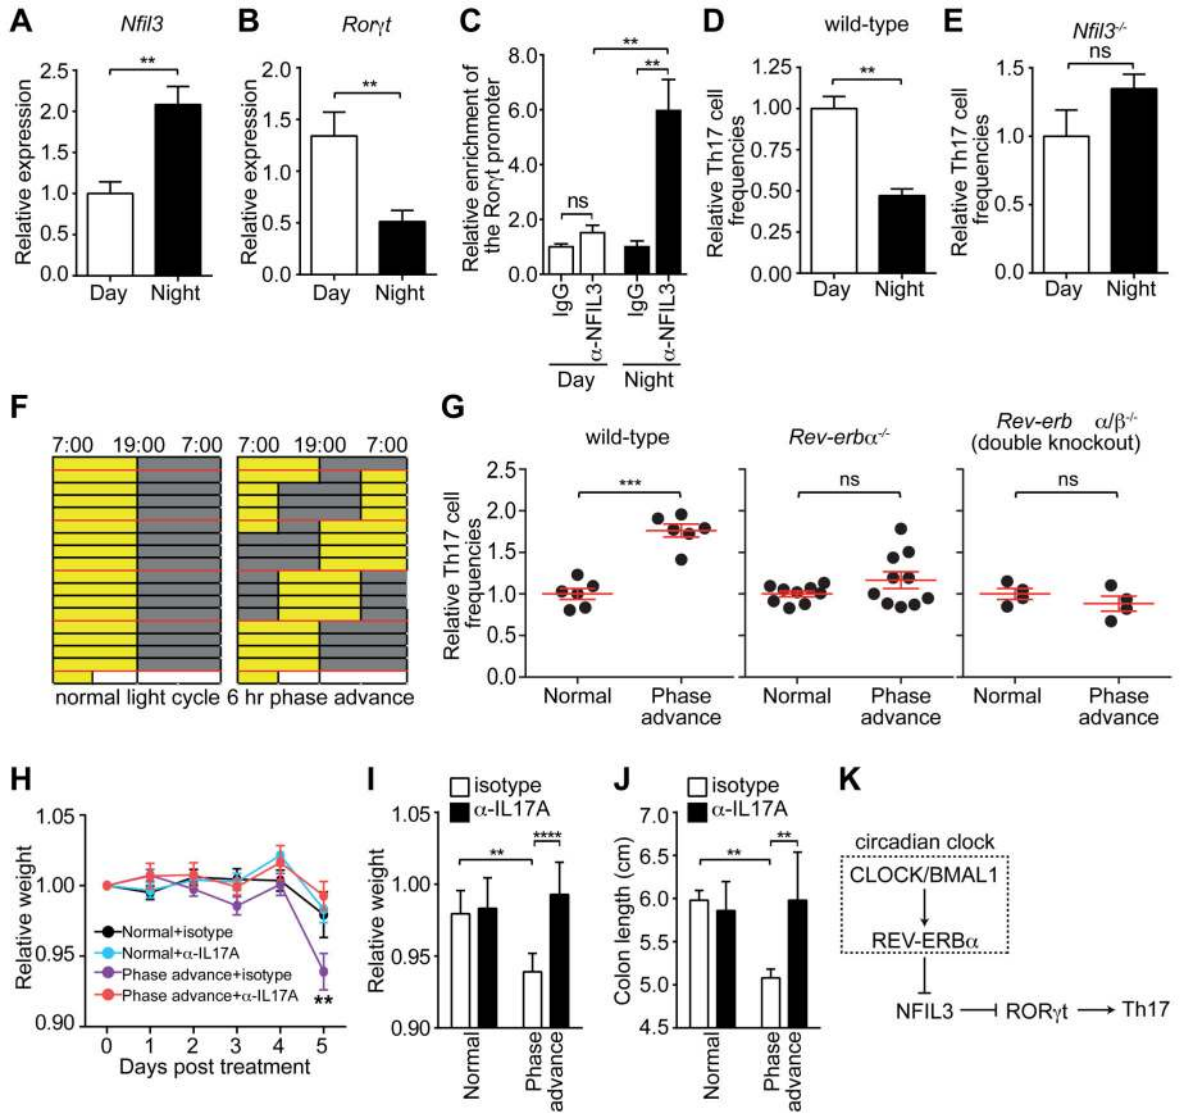 A
Nfil3
Relative expression
2.5
2.0
1.5
1.0
0.5
0.0
**
Day
Night
B
Rorγt
Relative expression
2.0
1.5
1.0
0.5
0.0
**
Day
Night
C
Relative enrichment of
the Rorγt promoter
8.0
6.0
4.0
2.0
0.0
**
**
ns
IgG
α-NFIL3
IgG
α-NFIL3
Day
Night
D
wild-type
Relative Th17 cell
frequencies
1.25
1.00
0.75
0.50
0.25
0.00
**
Day
Night
E
Nfil3-/-
ns
Relative Th17 cell
frequencies
1.5
1.0
0.5
0.0
Day
Night
F
7:00 19:00 7:00
7:00 19:00 7:00
normal light cycle
6 hr phase advance
G
wild-type
Rev-erbα-/-
Rev-erb α/β-/-
(double knockout)
Relative Th17 cell
frequencies
2.5
2.0
1.5
1.0
0.5
0.0
***
ns
ns
Normal
Phase
advance
Normal
Phase
advance
Normal
Phase
advance
H
Relative weight
1.05
1.00
0.95
0.90
Normal+isotype
Normal+α-IL17A
Phase advance+isotype
Phase advance+α-IL17A
**
0 1 2 3 4 5
Days post treatment
I
isotype
α-IL17A
Relative weight
1.05
1.00
0.95
0.90
**
****
Normal
Phase
advance
J
isotype
α-IL17A
Colon length (cm)
7.0
6.5
6.0
5.5
5.0
4.5
**
**
Normal
Phase
advance
K
circadian clock
CLOCK/BMAL1
REV-ERBα
NFIL3
RORγt
Th17